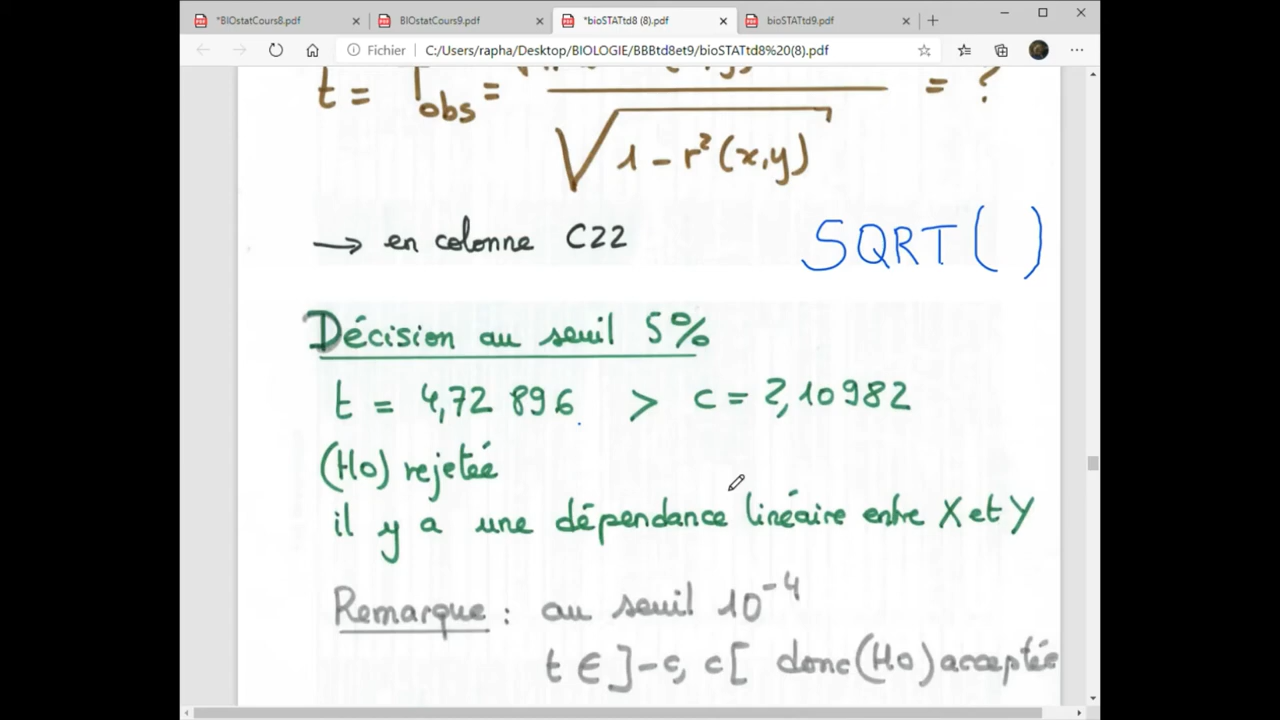 *BIOstatCours8.pdf
BIOstatCours9.pdf
*bioSTATtd8 (8).pdf
bioSTATtd9.pdf
Fichier
C:/Users/rapha/Desktop/BIOLOGIE/BBBtd8et9/bioSTATtd8%20(8).pdf
t = Tobs = = ?
√1 - r²(x,y)
→ en colonne C22
SQRT( )
Décision au seuil 5%
t = 4,72 896 > c = 2,10982
(H0) rejetée
il y a une dépendance linéaire entre X et Y
Remarque : au seuil 10⁻⁴
t ∈ ]-c, c[ donc (H0) acceptée